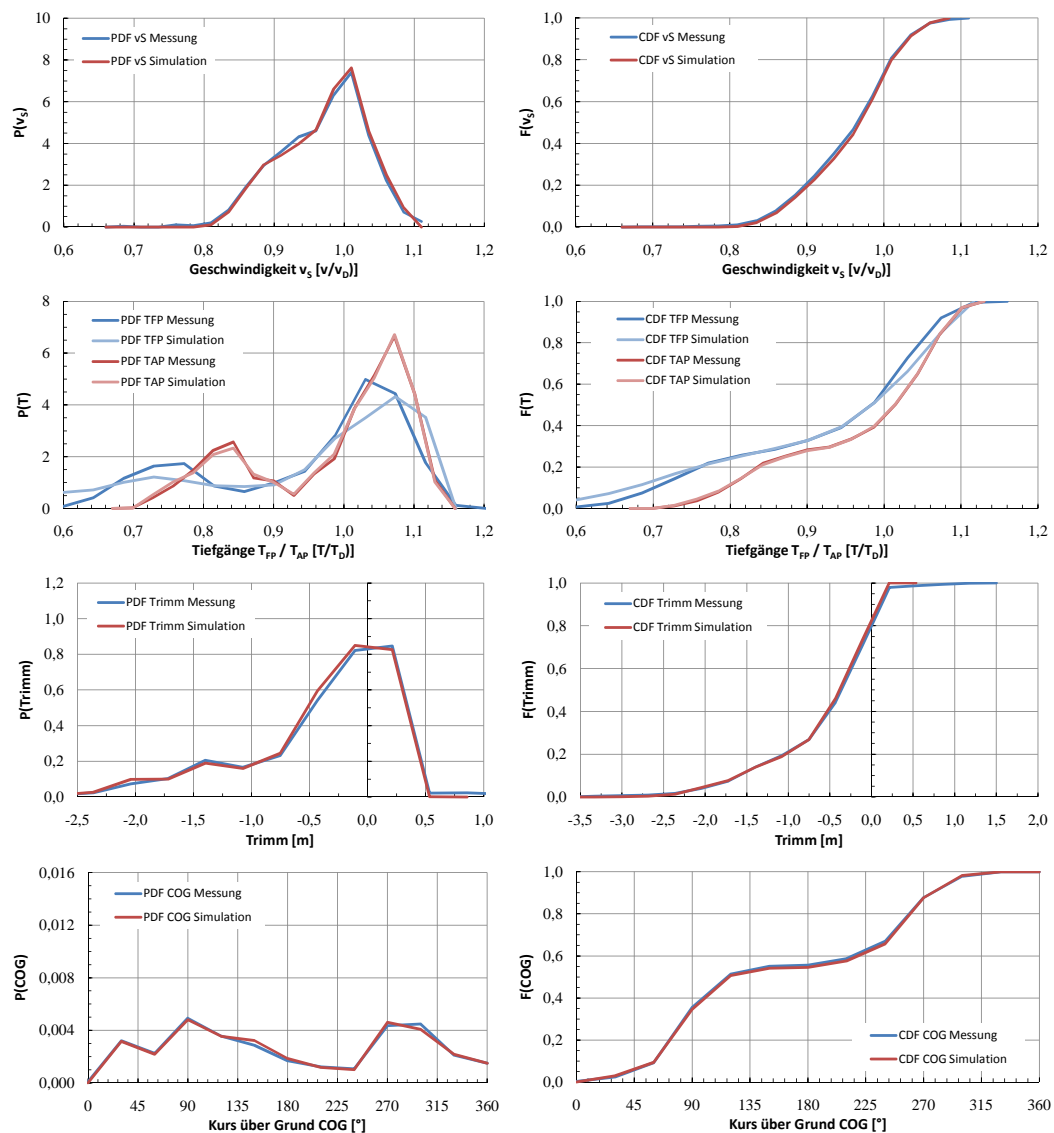 10
8
6
4
2
0
P(vS)
PDF vS Messung
PDF vS Simulation
0,6 0,7 0,8 0,9 1,0 1,1 1,2
Geschwindigkeit vS [v/vD)]
1,0
0,8
0,6
0,4
0,2
0,0
F(vS)
CDF vS Messung
CDF vS Simulation
0,6 0,7 0,8 0,9 1,0 1,1 1,2
Geschwindigkeit vS [v/vD)]
8
6
4
2
0
P(T)
PDF TFP Messung
PDF TFP Simulation
PDF TAP Messung
PDF TAP Simulation
0,6 0,7 0,8 0,9 1,0 1,1 1,2
Tiefgänge TFP / TAP [T/TD)]
1,0
0,8
0,6
0,4
0,2
0,0
F(T)
CDF TFP Messung
CDF TFP Simulation
CDF TAP Messung
CDF TAP Simulation
0,6 0,7 0,8 0,9 1,0 1,1 1,2
Tiefgänge TFP / TAP [T/TD)]
1,2
1,0
0,8
0,6
0,4
0,2
0,0
P(Trimm)
PDF Trimm Messung
PDF Trimm Simulation
-2,5 -2,0 -1,5 -1,0 -0,5 0,0 0,5 1,0
Trimm [m]
1,0
0,8
0,6
0,4
0,2
0,0
F(Trimm)
CDF Trimm Messung
CDF Trimm Simulation
-3,5 -3,0 -2,5 -2,0 -1,5 -1,0 -0,5 0,0 0,5 1,0 1,5 2,0
Trimm [m]
0,016
0,012
0,008
0,004
0,000
P(COG)
PDF COG Messung
PDF COG Simulation
0 45 90 135 180 225 270 315 360
Kurs über Grund COG [°]
1,0
0,8
0,6
0,4
0,2
0,0
F(COG)
CDF COG Messung
CDF COG Simulation
0 45 90 135 180 225 270 315 360
Kurs über Grund COG [°]